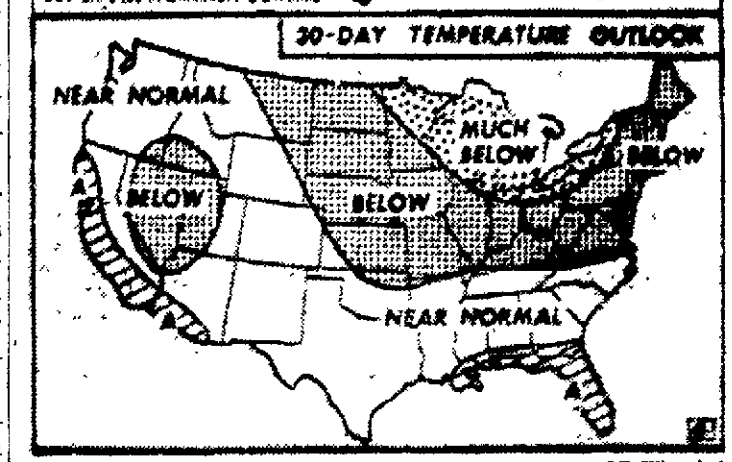 30-DAY TEMPERATURE OUTLOOK
NEAR NORMAL
MUCH
BELOW
BELOW
BELOW
BELOW
A
NEAR NORMAL
A
A